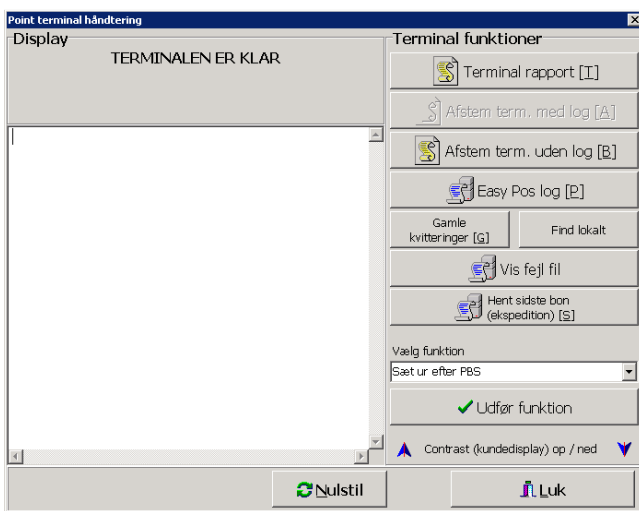 Point terminal håndtering
Display
TERMINALEN ER KLAR
Terminal funktioner
Terminal rapport [T]
Afstem term. med log [A]
Afstem term. uden log [B]
Easy Pos log [P]
Gamle
kvitteringer [G]
Find lokalt
Vis fejl fil
Hent sidste bon
(ekspedition) [S]
Vælg funktion
Sæt ur efter PBS
Udfør funktion
Contrast (kundedisplay) op / ned
Nulstil
Luk